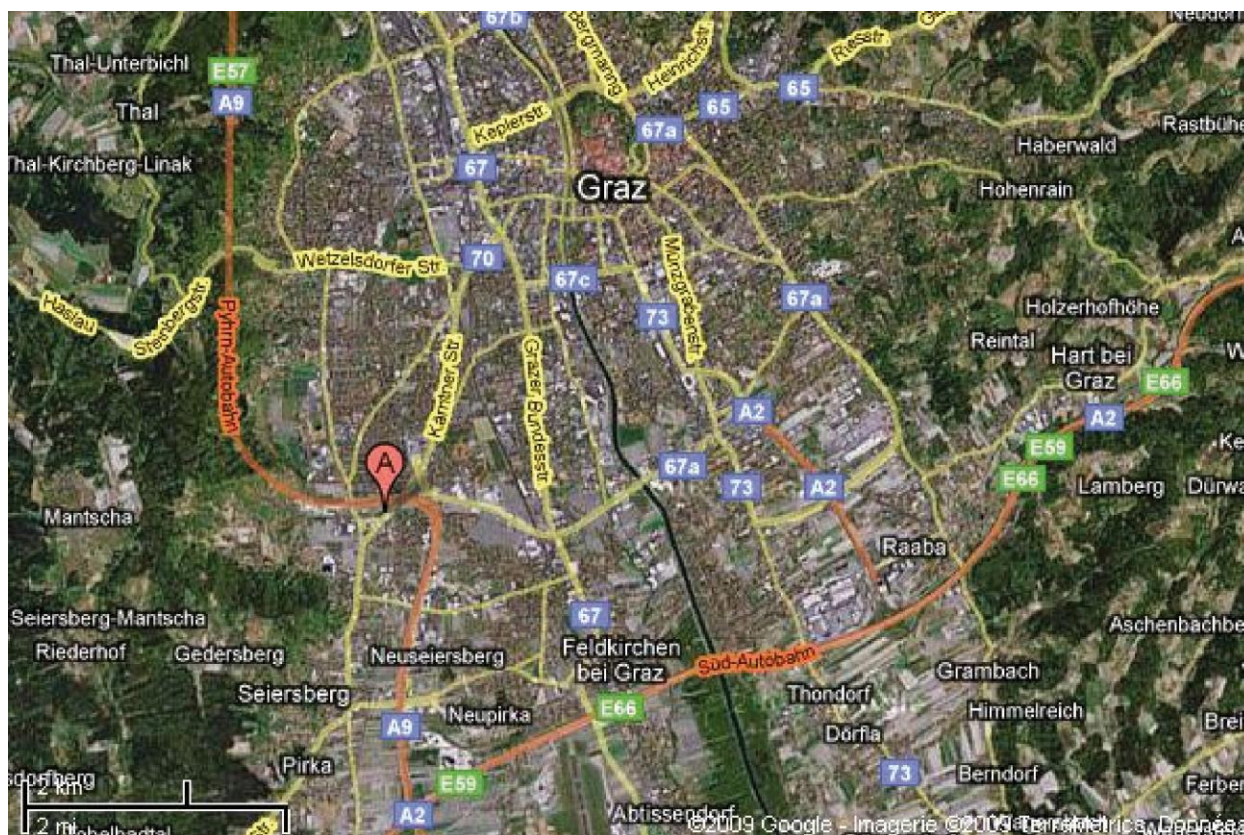 67b
Bergmanng
Heinrichstr
Riesstr
Thal-Unterbichl
E57
A9
Thal
65
65
Keplerstr
67a
Haberwald
Thal-Kirchberg-Linak
67
Graz
Hohenrain
Wetzelsdorfer Str
70
67c
Münzgrabenstr
67a
Haslau
Steinbergstr
Holzerhofhöhe
73
Reintal
Pyhrn-Autobahn
Kärntner Str
Grazer Bundesstr
Hart bei
Graz
E66
A2
A2
E59
A
67a
E66
73
A2
Lamberg
Mantscha
Raaba
Seiersberg-Mantscha
67
Riederhof
Gedersberg
Neuseiersberg
Feldkirchen
bei Graz
Süd-Autobahn
Grambach
Seiersberg
Thondorf
E66
Neupirka
Himmelreich
A9
Dörfla
Pirka
E59
73
Berndorf
2 km
A2
Abtissendorf
2 mi
©2009 Google - Imagerie ©2009 TerraMetrics, Données